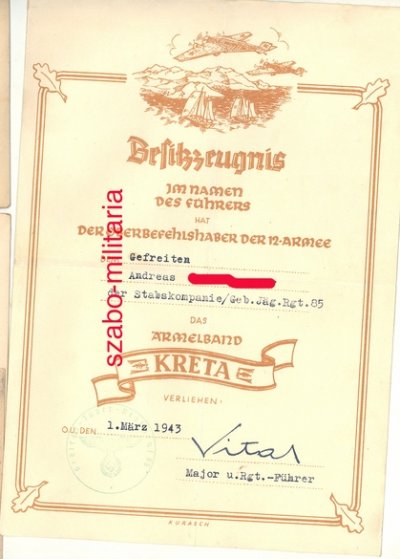 Besitzzeugnis
IM NAMEN
DES FÜHRERS
HAT
DER OBERBEFEHLSHABER DER 12.ARMEE
Gefreiten
Andreas
der Stabskompanie/Geb.Jäg.Rgt.85
DAS
ÄRMELBAND
KRETA
VERLIEHEN
O.U., DEN 1.März 1943
Major u.Rgt.-Führer
KURASCH
szabo-militaria